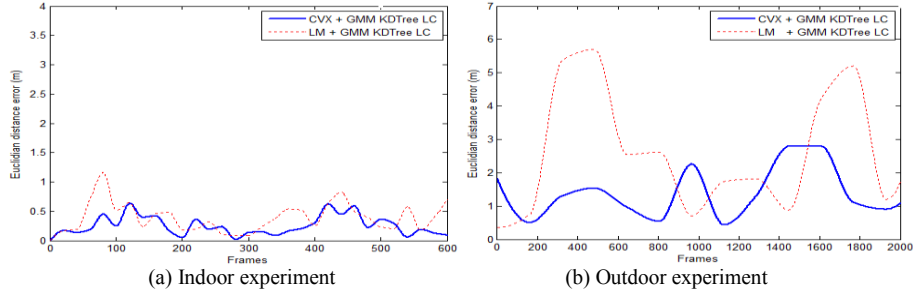 4
3.5
3
2.5
2
1.5
1
0.5
0
Euclidian distance error (m)
CVX + GMM KDTree LC
LM + GMM KDTree LC
0 100 200 300 400 500 600
Frames
(a) Indoor experiment
7
6
5
4
3
2
1
0
Euclidian distance error (m)
CVX + GMM KDTree LC
LM + GMM KDTree LC
0 200 400 600 800 1000 1200 1400 1600 1800 2000
Frames
(b) Outdoor experiment